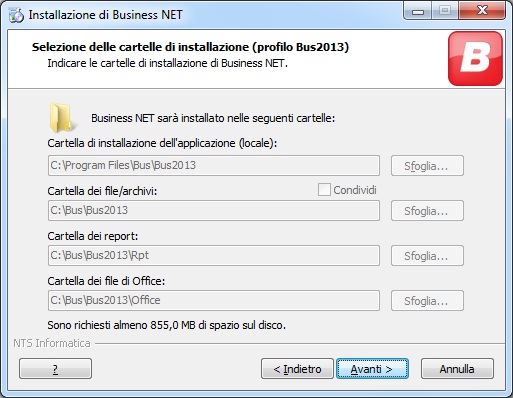 Installazione di Business NET
Selezione delle cartelle di installazione (profilo Bus2013)
Indicare le cartelle di installazione di Business NET.
B
Business NET sarà installato nelle seguenti cartelle:
Cartella di installazione dell'applicazione (locale):
C:\Program Files\Bus\Bus2013
Sfoglia...
Cartella dei file/archivi:
Condividi
C:\Bus\Bus2013
Sfoglia...
Cartella dei report:
C:\Bus\Bus2013\Rpt
Sfoglia...
Cartella dei file di Office:
C:\Bus\Bus2013\Office
Sfoglia...
Sono richiesti almeno 855,0 MB di spazio sul disco.
NTS Informatica
?
< Indietro
Avanti >
Annulla